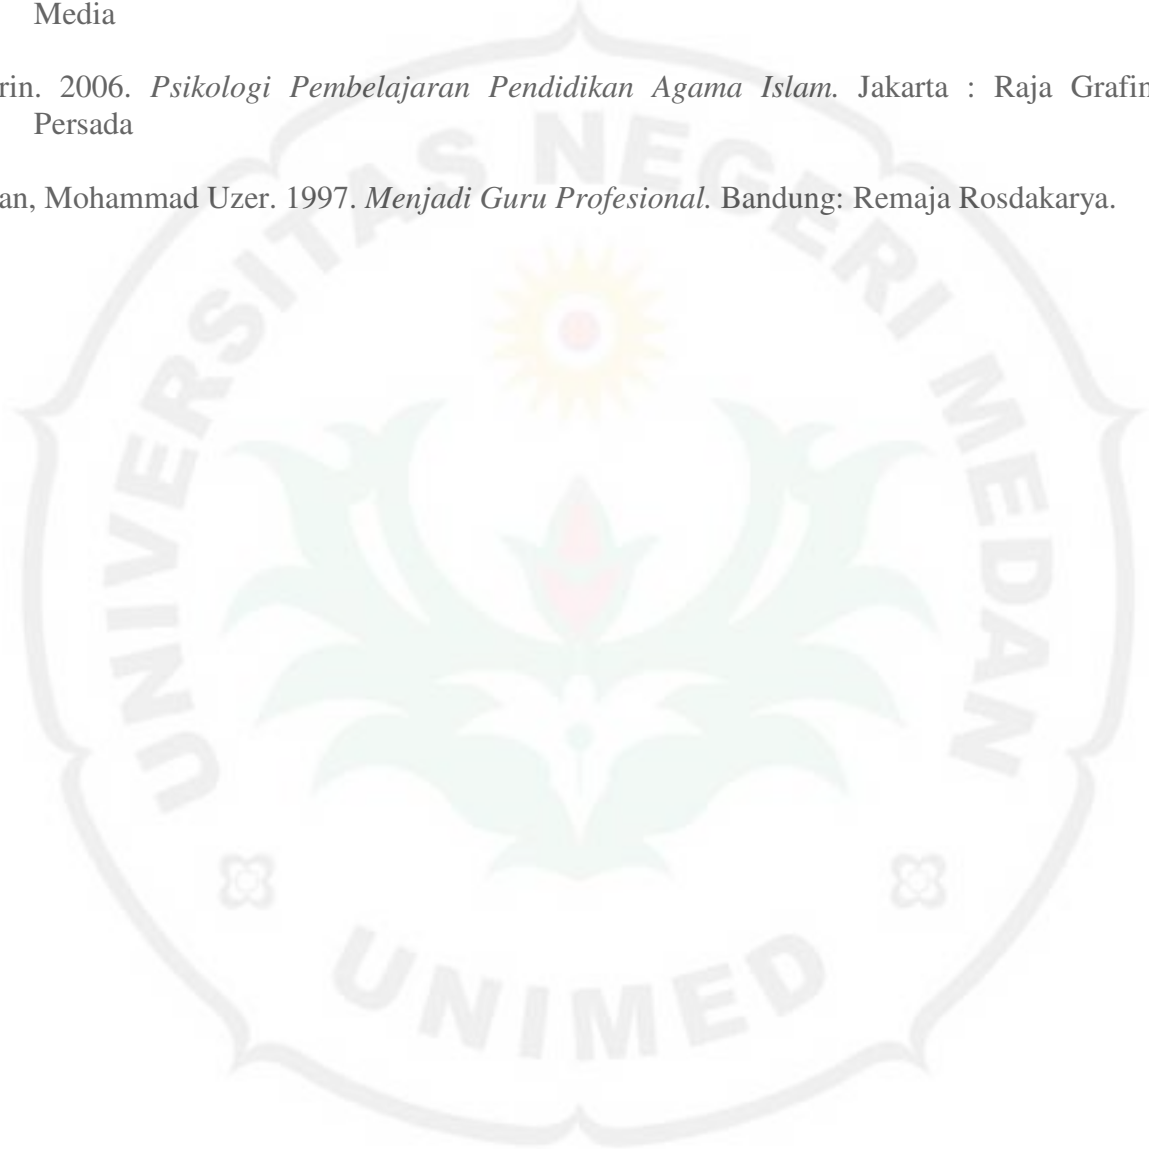 Media
rin. 2006. Psikologi Pembelajaran Pendidikan Agama Islam. Jakarta : Raja Grafin
Persada
an, Mohammad Uzer. 1997. Menjadi Guru Profesional. Bandung: Remaja Rosdakarya.
UNIVERSITAS NEGERI MEDAN
UNIMED